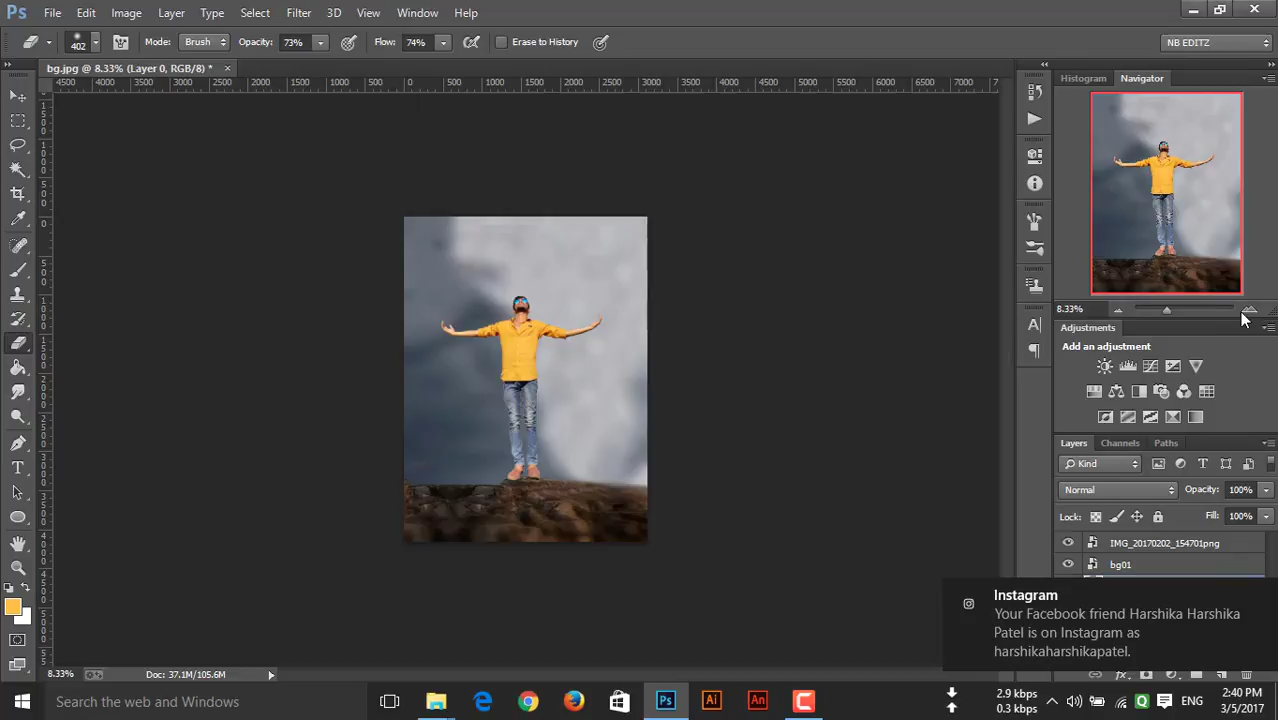 Ps File Edit Image Layer Type Select Filter 3D View Window Help
402 Mode: Brush Opacity: 73% Flow: 74% Erase to History NB EDITZ
bg.jpg @ 8.33% (Layer 0, RGB/8) * ×
4500 4000 3500 3000 2500 2000 1500 1000 500 0 500 1000 1500 2000 2500 3000 3500 4000 4500 5000 5500 6000 6500 7000
Histogram Navigator
8.33%
Adjustments
Add an adjustment
Layers Channels Paths
Kind
Normal Opacity: 100%
Lock: Fill: 100%
IMG_20170202_154701png
bg01
Instagram
Your Facebook friend Harshika Harshika
Patel is on Instagram as
harshikaharshikapatel.
8.33% Doc: 37.1M/105.6M
Search the web and Windows
Ps Ai An
2.9 kbps
0.3 kbps
ENG
2:40 PM
3/5/2017